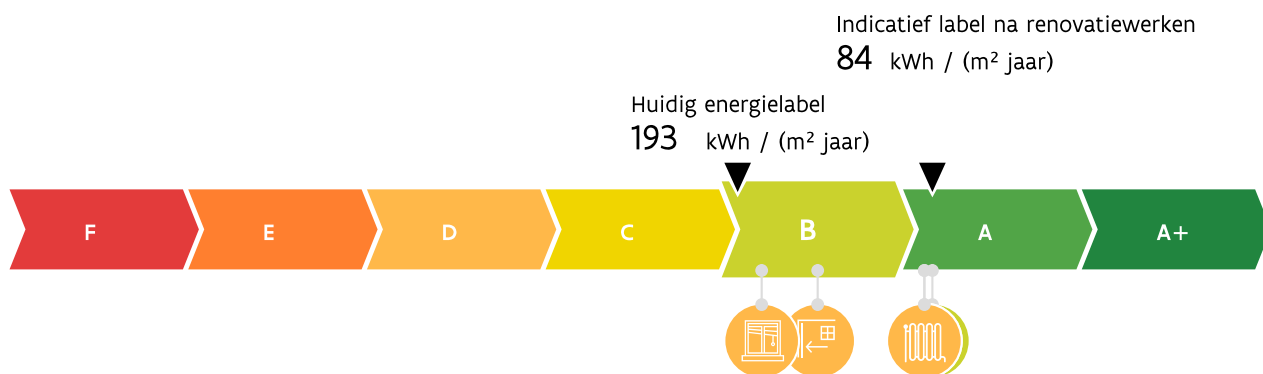 Indicatief label na renovatiewerken
84 kWh / (m² jaar)
Huidig energielabel
193 kWh / (m² jaar)
F E D C B A A+